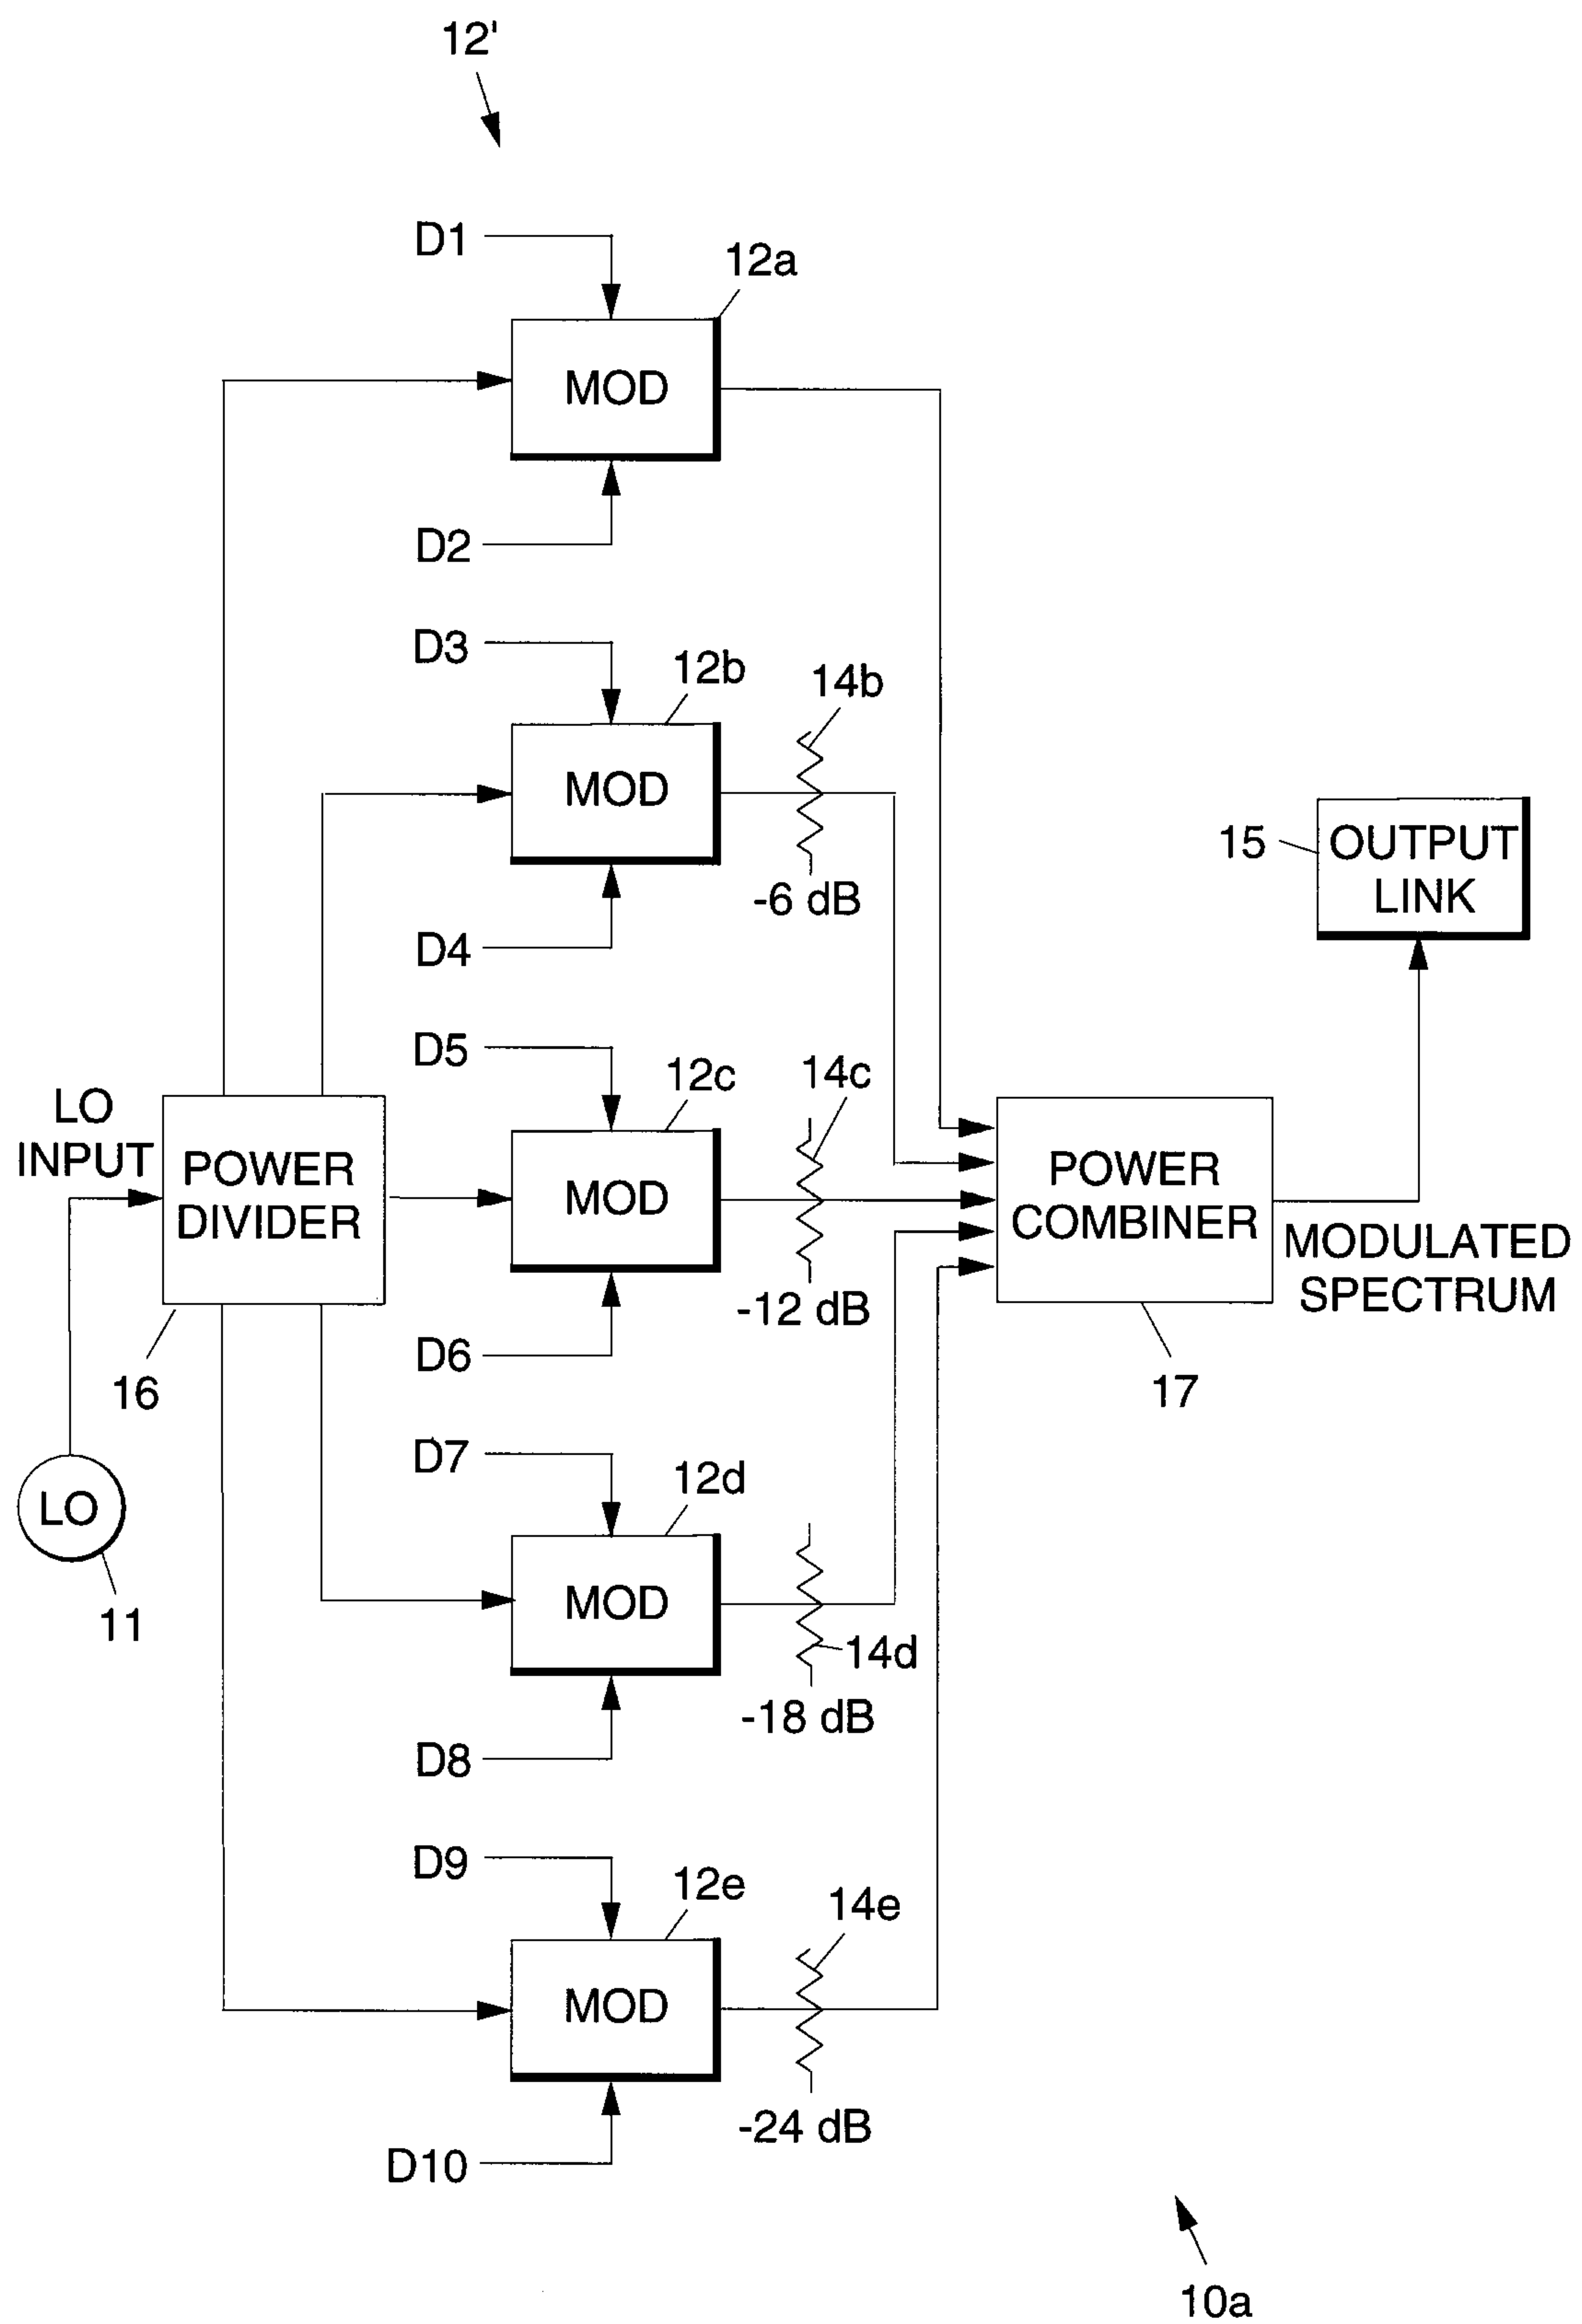 12'
D1
12a
MOD
D2
D3
12b
14b
MOD
-6 dB
D4
15
OUTPUT
LINK
D5
12c
14c
LO
INPUT
POWER
DIVIDER
MOD
POWER
COMBINER
MODULATED
SPECTRUM
-12 dB
D6
16
17
D7
12d
LO
MOD
11
14d
-18 dB
D8
D9
12e
14e
MOD
-24 dB
D10
10a